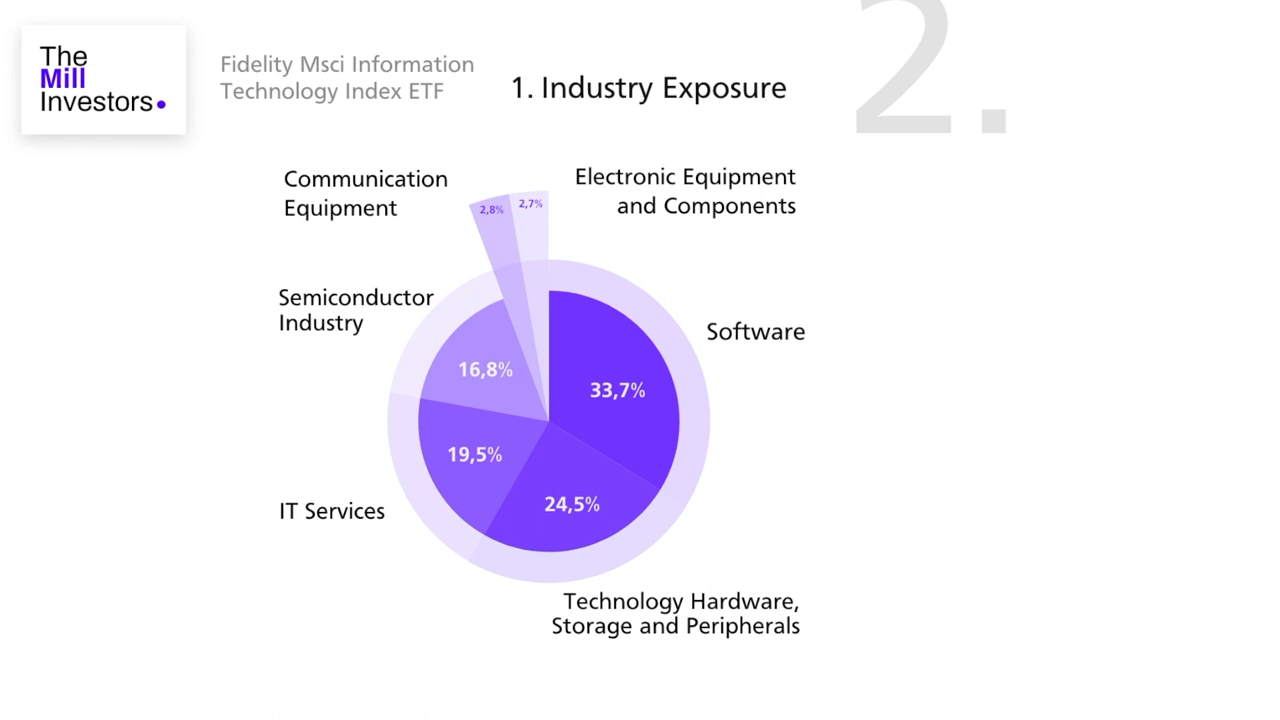 The
Mill
Investors.
Fidelity Msci Information
Technology Index ETF
1. Industry Exposure
2.
Communication
Equipment
Electronic Equipment
and Components
2,8%
2,7%
Semiconductor
Industry
Software
16,8%
33,7%
19,5%
24,5%
IT Services
Technology Hardware,
Storage and Peripherals